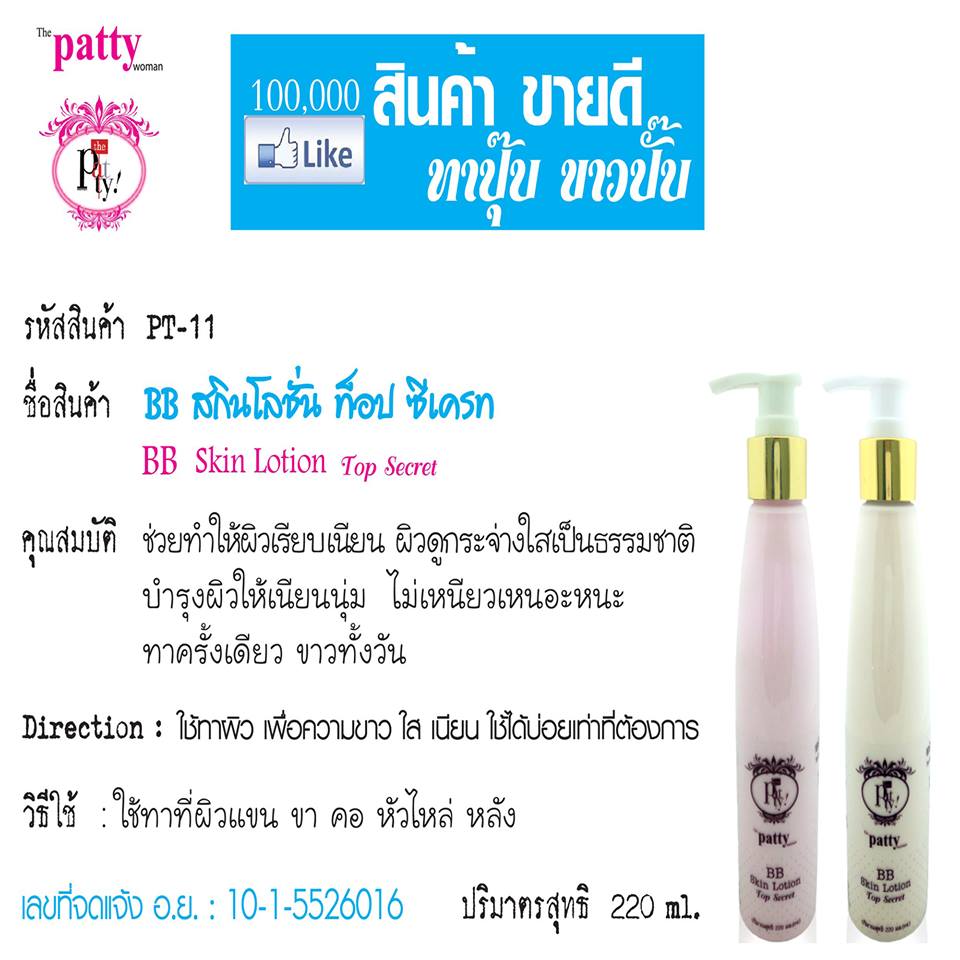 The
patty
woman
the
Patty!
100,000
Like
สินค้า ขายดี
ทาปุ๊บ ขาวปั๊บ
รหัสสินค้า PT-11
ชื่อสินค้า BB สกินโลชั่น ท็อป ซีเครท
BB Skin Lotion Top Secret
คุณสมบัติ ช่วยทำให้ผิวเรียบเนียน ผิวดูกระจ่างใสเป็นธรรมชาติ
บำรุงผิวให้เนียนนุ่ม ไม่เหนียวเหนอะหนะ
ทาครั้งเดียว ขาวทั้งวัน
Direction : ใช้ทาผิว เพื่อความขาว ใส เนียน ใช้ได้บ่อยเท่าที่ต้องการ
วิธีใช้ : ใช้ทาที่ผิวแขน ขา คอ หัวไหล่ หลัง
เลขที่จดแจ้ง อ.ย. : 10-1-5526016 ปริมาตรสุทธิ 220 ml.
Patty!
The
patty
woman
BB
Skin Lotion
Top Secret
Patty!
The
patty
woman
BB
Skin Lotion
Top Secret